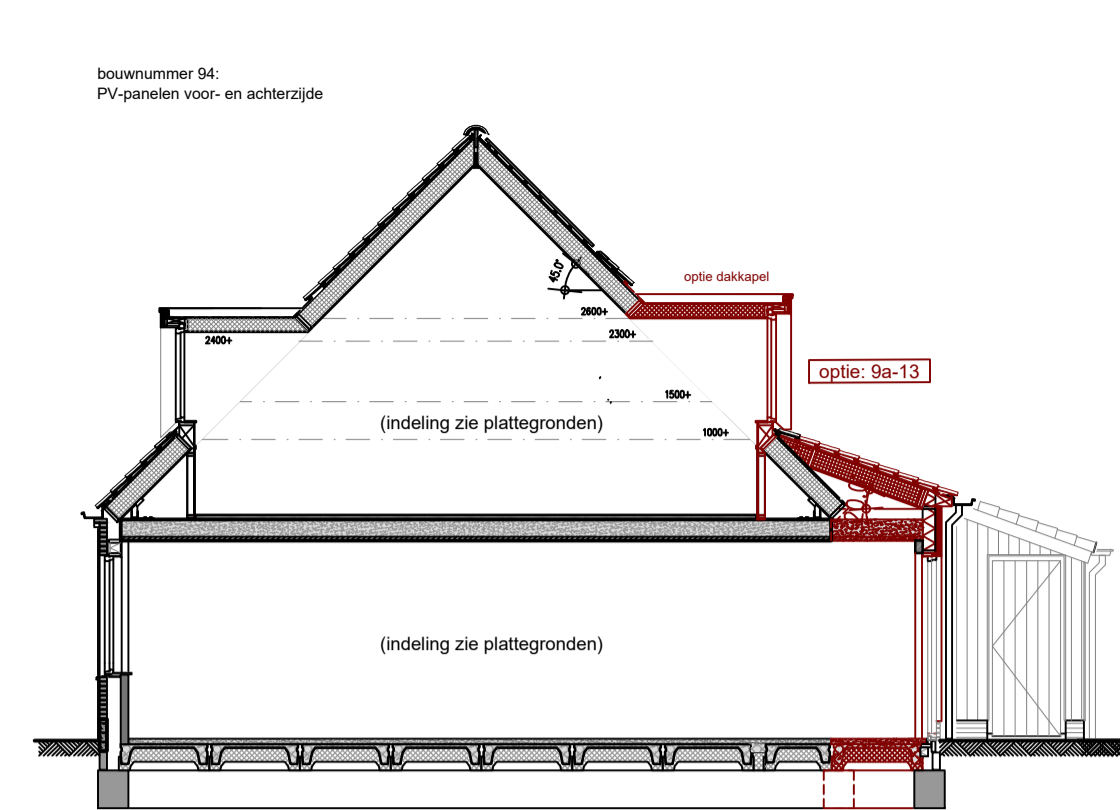 bouwnummer 94:
PV-panelen voor- en achterzijde
45.0°
optie dakkapel
2600+
2400+
2300+
optie: 9a-13
1500+
(indeling zie plattegronden)
1000+
(indeling zie plattegronden)